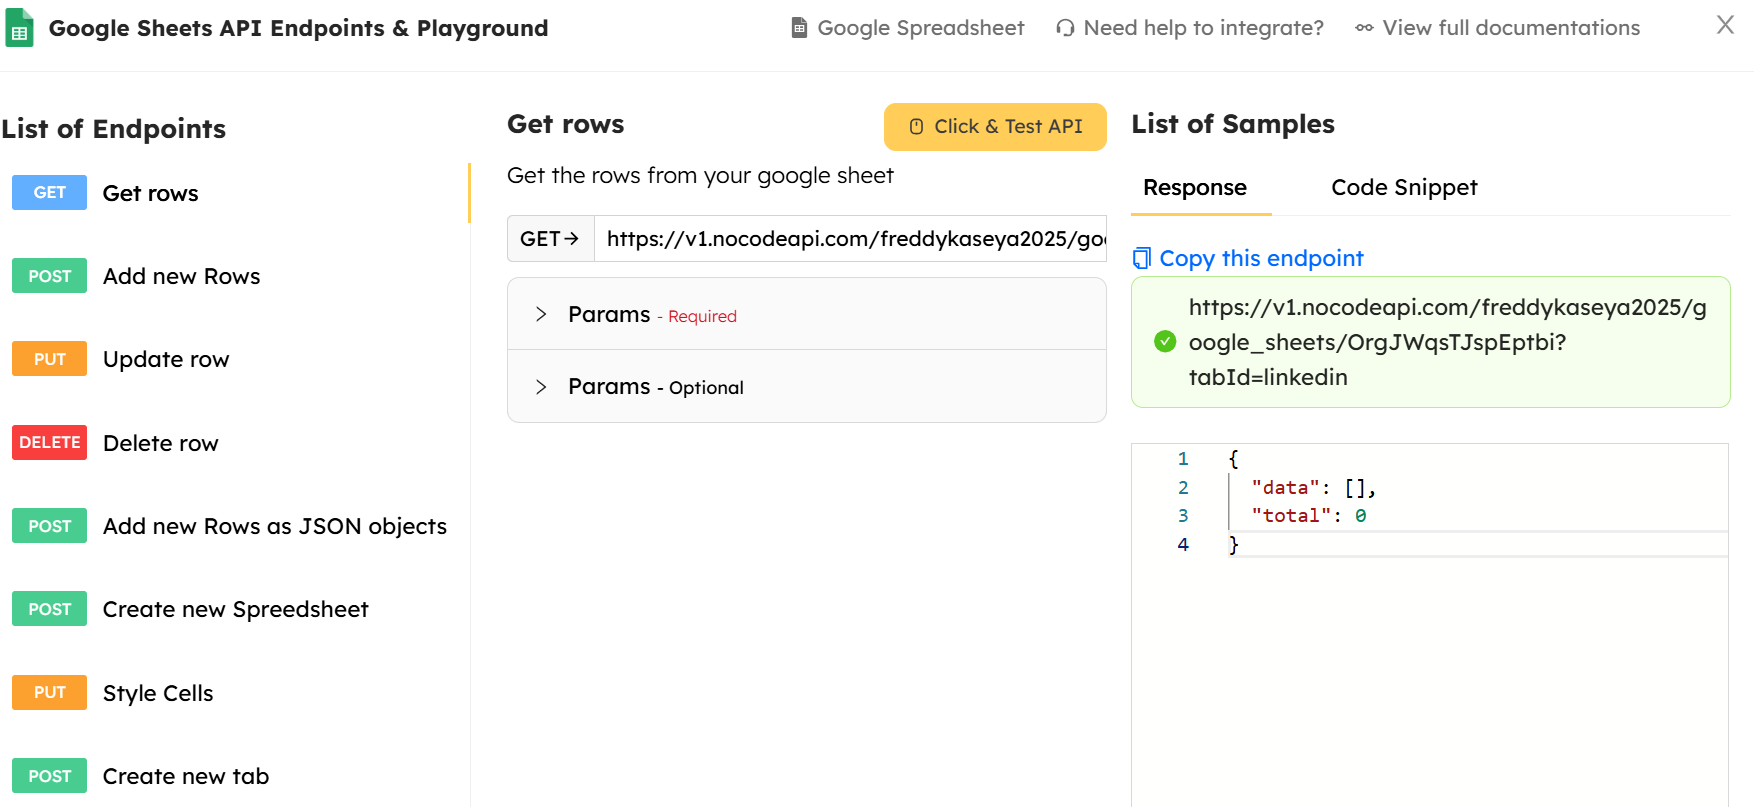 Google Sheets API Endpoints & Playground
Google Spreadsheet
Need help to integrate?
View full documentations
X
List of Endpoints
GET Get rows
POST Add new Rows
PUT Update row
DELETE Delete row
POST Add new Rows as JSON objects
POST Create new Spreedsheet
PUT Style Cells
POST Create new tab
Get rows
Click & Test API
Get the rows from your google sheet
GET→ https://v1.nocodeapi.com/freddykaseya2025/go
Params - Required
Params - Optional
List of Samples
Response
Code Snippet
Copy this endpoint
https://v1.nocodeapi.com/freddykaseya2025/g
oogle_sheets/OrgJWqsTJspEptbi?
tabId=linkedin
1 {
2 "data": [],
3 "total": 0
4 }